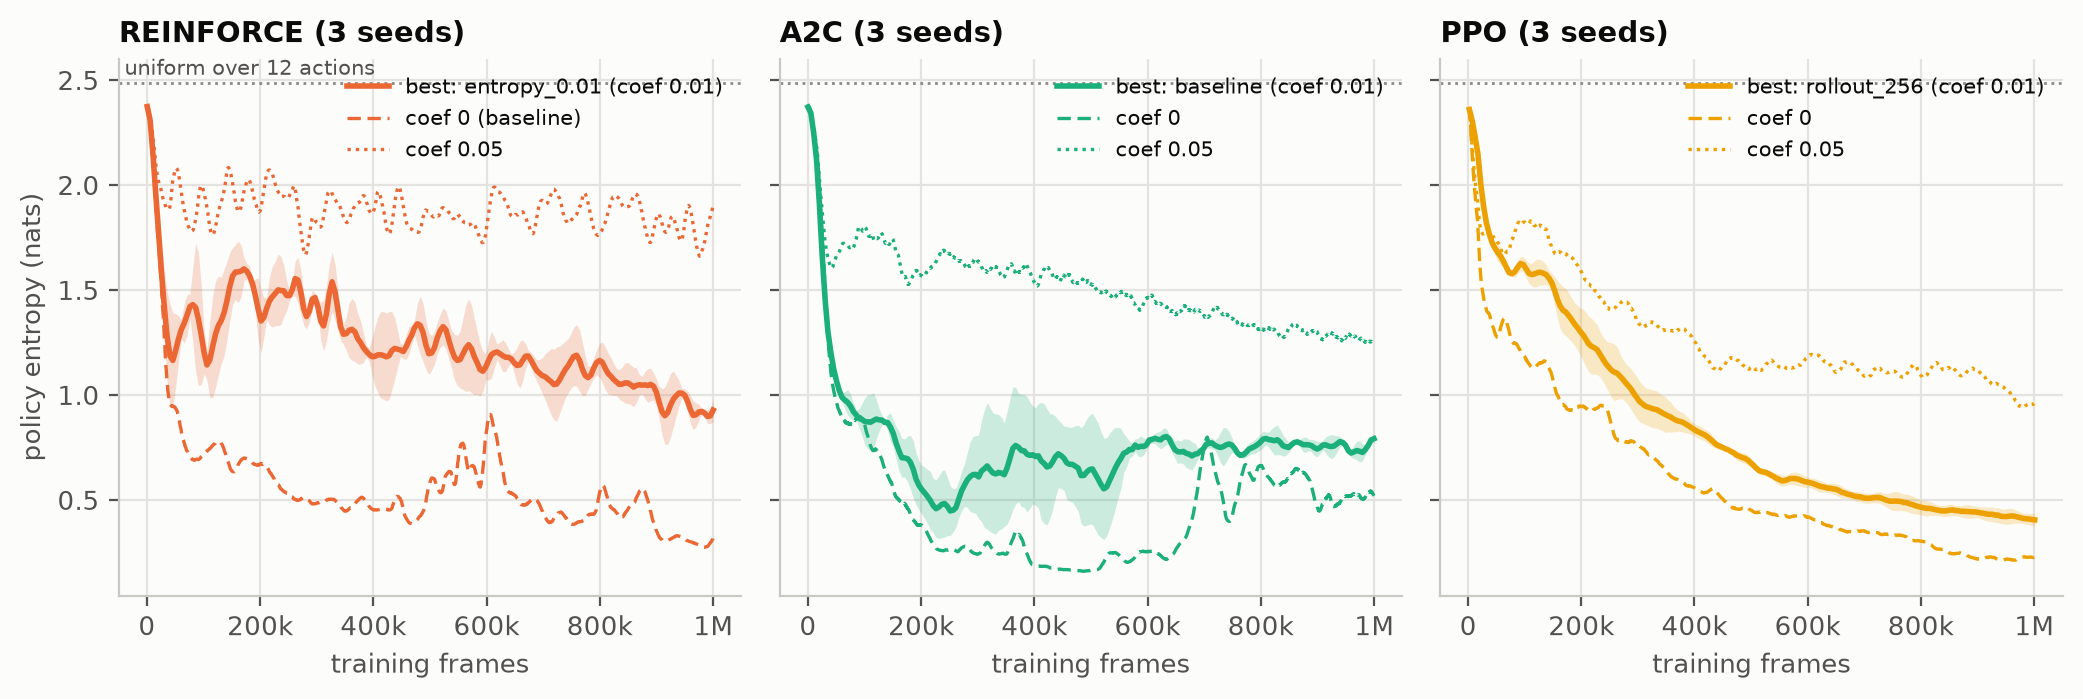 REINFORCE (3 seeds)
uniform over 12 actions
best: entropy_0.01 (coef 0.01)
coef 0 (baseline)
coef 0.05
policy entropy (nats)
2.5
2.0
1.5
1.0
0.5
0 200k 400k 600k 800k 1M
training frames
A2C (3 seeds)
best: baseline (coef 0.01)
coef 0
coef 0.05
0 200k 400k 600k 800k 1M
training frames
PPO (3 seeds)
best: rollout_256 (coef 0.01)
coef 0
coef 0.05
0 200k 400k 600k 800k 1M
training frames